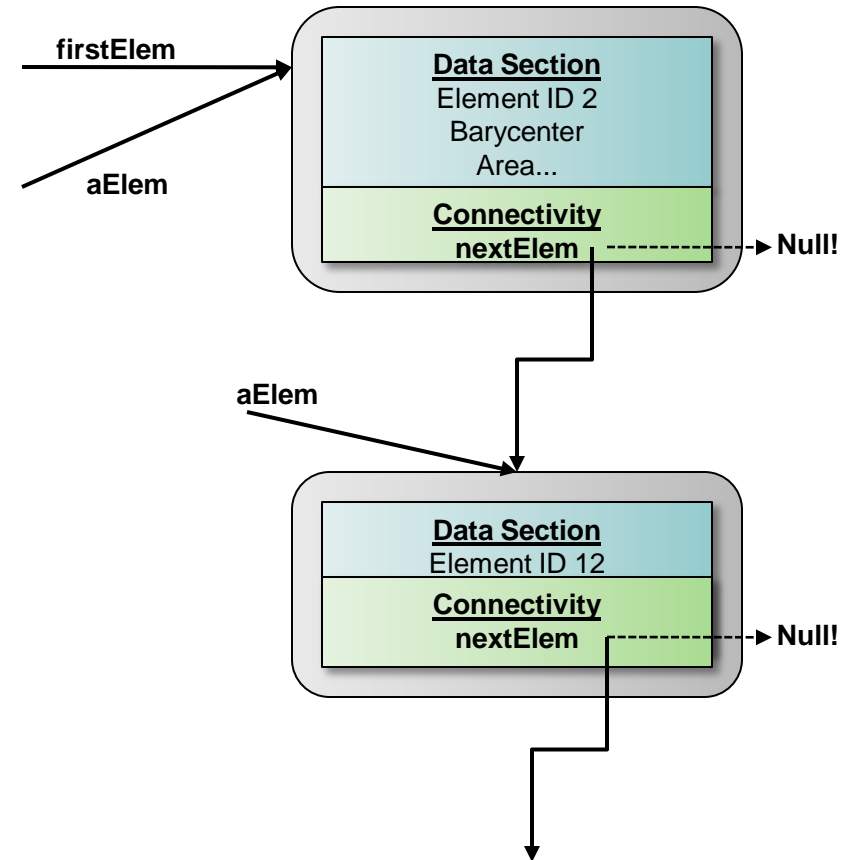 firstElem
aElem
Data Section
Element ID 2
Barycenter
Area...
Connectivity
nextElem
Null!
aElem
Data Section
Element ID 12
Connectivity
nextElem
Null!